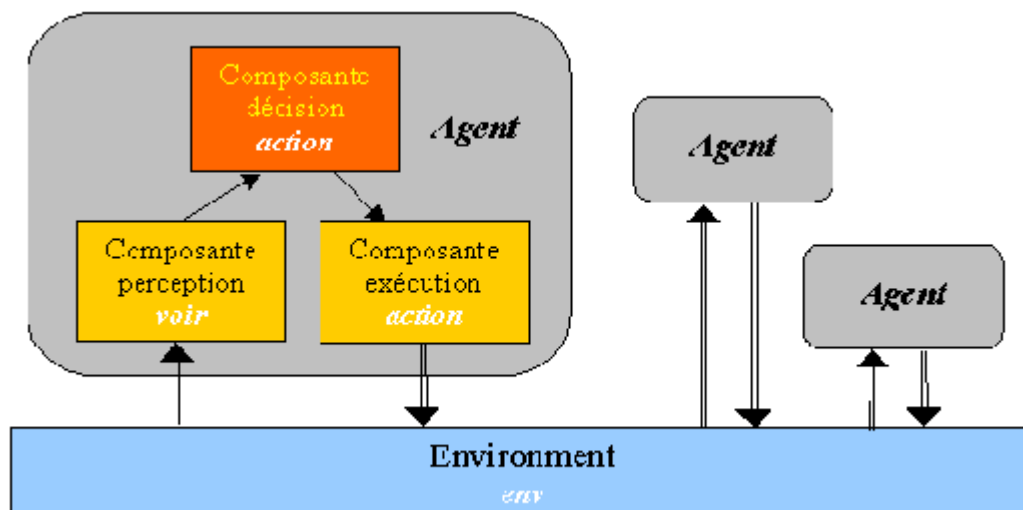 Composante
décision
action
Agent
Composante
perception
voir
Composante
exécution
action
Agent
Agent
Environment
env